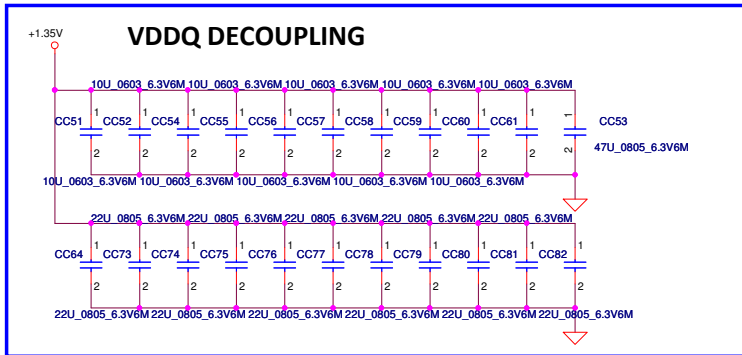 VDDQ DECOUPLING
+1.35V
10U_0603_6.3V6M 10U_0603_6.3V6M 10U_0603_6.3V6M 10U_0603_6.3V6M 10U_0603_6.3V6M
1 1 1 1 1 1 1 1 1 1 1
CC51 CC52 CC54 CC55 CC56 CC57 CC58 CC59 CC60 CC61 CC53
2 2 2 2 2 2 2 2 2 2 2
47U_0805_6.3V6M
10U_0603_6.3V6M 10U_0603_6.3V6M 10U_0603_6.3V6M 10U_0603_6.3V6M 10U_0603_6.3V6M
22U_0805_6.3V6M 22U_0805_6.3V6M 22U_0805_6.3V6M 22U_0805_6.3V6M 22U_0805_6.3V6M
1 1 1 1 1 1 1 1 1 1 1
CC64 CC73 CC74 CC75 CC76 CC77 CC78 CC79 CC80 CC81 CC82
2 2 2 2 2 2 2 2 2 2 2
22U_0805_6.3V6M 22U_0805_6.3V6M 22U_0805_6.3V6M 22U_0805_6.3V6M 22U_0805_6.3V6M 22U_0805_6.3V6M